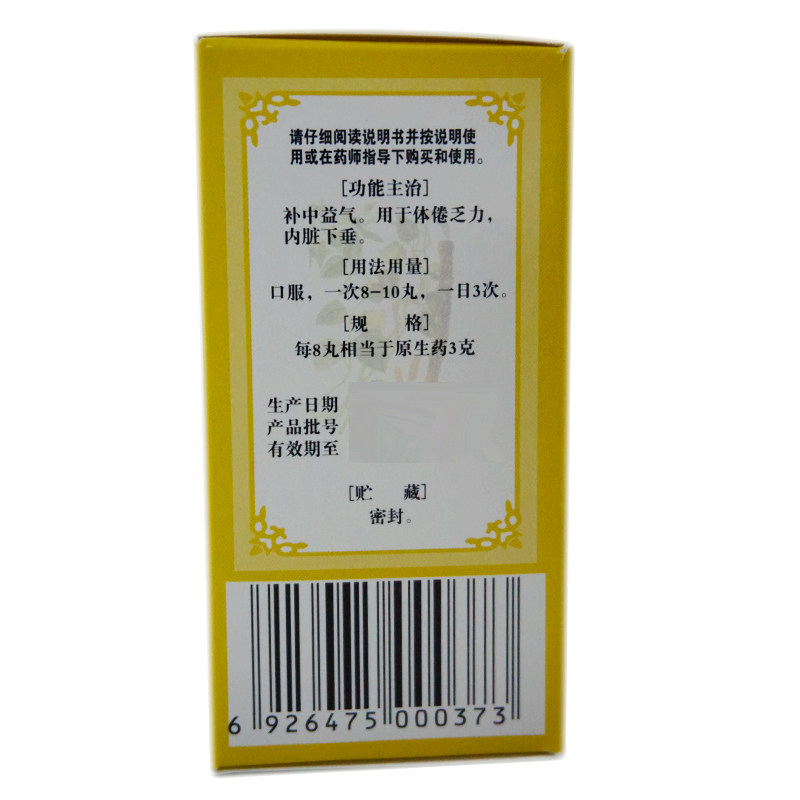 请仔细阅读说明书并按说明使
用或在药师指导下购买和使用。
[功能主治]
补中益气。用于体倦乏力，
内脏下垂。
[用法用量]
口服，一次8-10丸，一日3次。
[规 格]
每8丸相当于原生药3克
生产日期
产品批号
有效期至
[贮 藏]
密封。
6 926475 000373